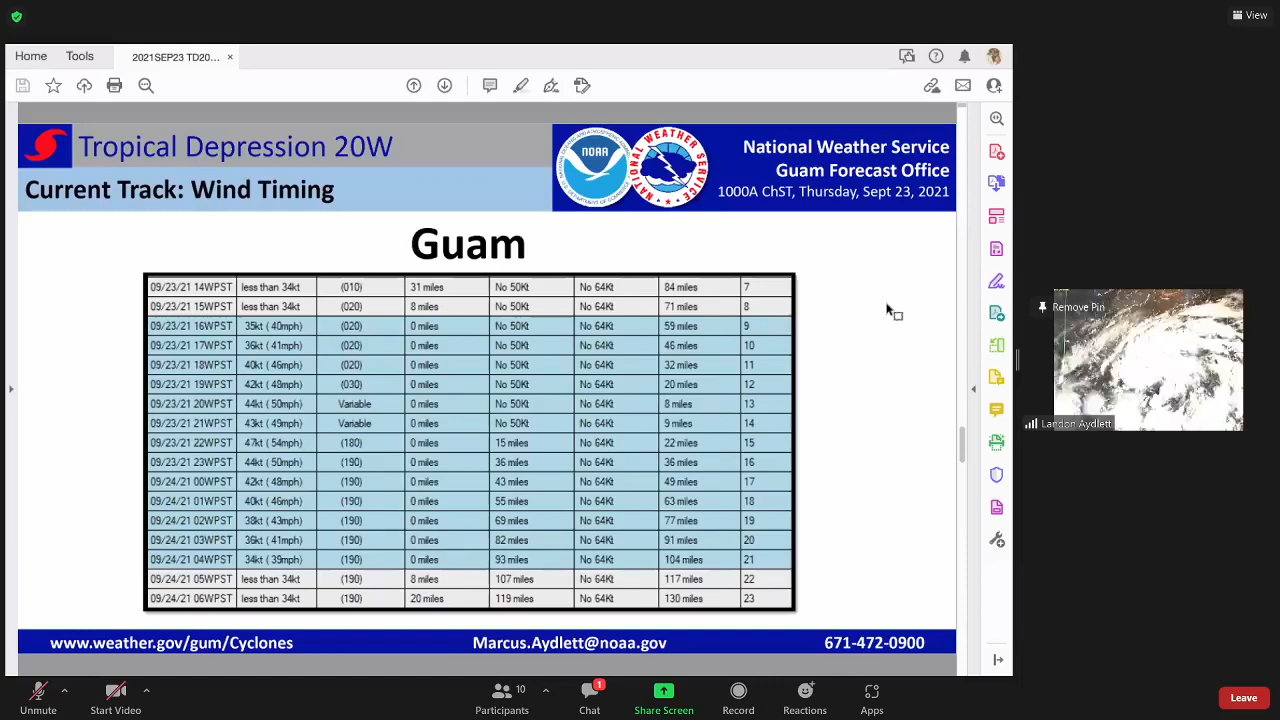 View
Home Tools 2021SEP23 TD20... ×
Tropical Depression 20W
Current Track: Wind Timing
NOAA
NATIONAL WEATHER SERVICE
National Weather Service
Guam Forecast Office
1000A ChST, Thursday, Sept 23, 2021
Guam
09/23/21 14WPST less than 34kt (010) 31 miles No 50Kt No 64Kt 84 miles 7
09/23/21 15WPST less than 34kt (020) 8 miles No 50Kt No 64Kt 71 miles 8
09/23/21 16WPST 35kt ( 40mph) (020) 0 miles No 50Kt No 64Kt 59 miles 9
09/23/21 17WPST 36kt ( 41mph) (020) 0 miles No 50Kt No 64Kt 46 miles 10
09/23/21 18WPST 40kt ( 46mph) (020) 0 miles No 50Kt No 64Kt 32 miles 11
09/23/21 19WPST 42kt ( 48mph) (030) 0 miles No 50Kt No 64Kt 20 miles 12
09/23/21 20WPST 44kt ( 50mph) Variable 0 miles No 50Kt No 64Kt 8 miles 13
09/23/21 21WPST 43kt ( 49mph) Variable 0 miles No 50Kt No 64Kt 9 miles 14
09/23/21 22WPST 47kt ( 54mph) (180) 0 miles 15 miles No 64Kt 22 miles 15
09/23/21 23WPST 44kt ( 50mph) (190) 0 miles 36 miles No 64Kt 36 miles 16
09/24/21 00WPST 42kt ( 48mph) (190) 0 miles 43 miles No 64Kt 49 miles 17
09/24/21 01WPST 40kt ( 46mph) (190) 0 miles 55 miles No 64Kt 63 miles 18
09/24/21 02WPST 38kt ( 43mph) (190) 0 miles 69 miles No 64Kt 77 miles 19
09/24/21 03WPST 36kt ( 41mph) (190) 0 miles 82 miles No 64Kt 91 miles 20
09/24/21 04WPST 34kt ( 39mph) (190) 0 miles 93 miles No 64Kt 104 miles 21
09/24/21 05WPST less than 34kt (190) 8 miles 107 miles No 64Kt 117 miles 22
09/24/21 06WPST less than 34kt (190) 20 miles 119 miles No 64Kt 130 miles 23
www.weather.gov/gum/Cyclones Marcus.Aydlett@noaa.gov 671-472-0900
Remove Pin
Landon Aydlett
10
1
Unmute Start Video Participants Chat Share Screen Record Reactions Apps Leave